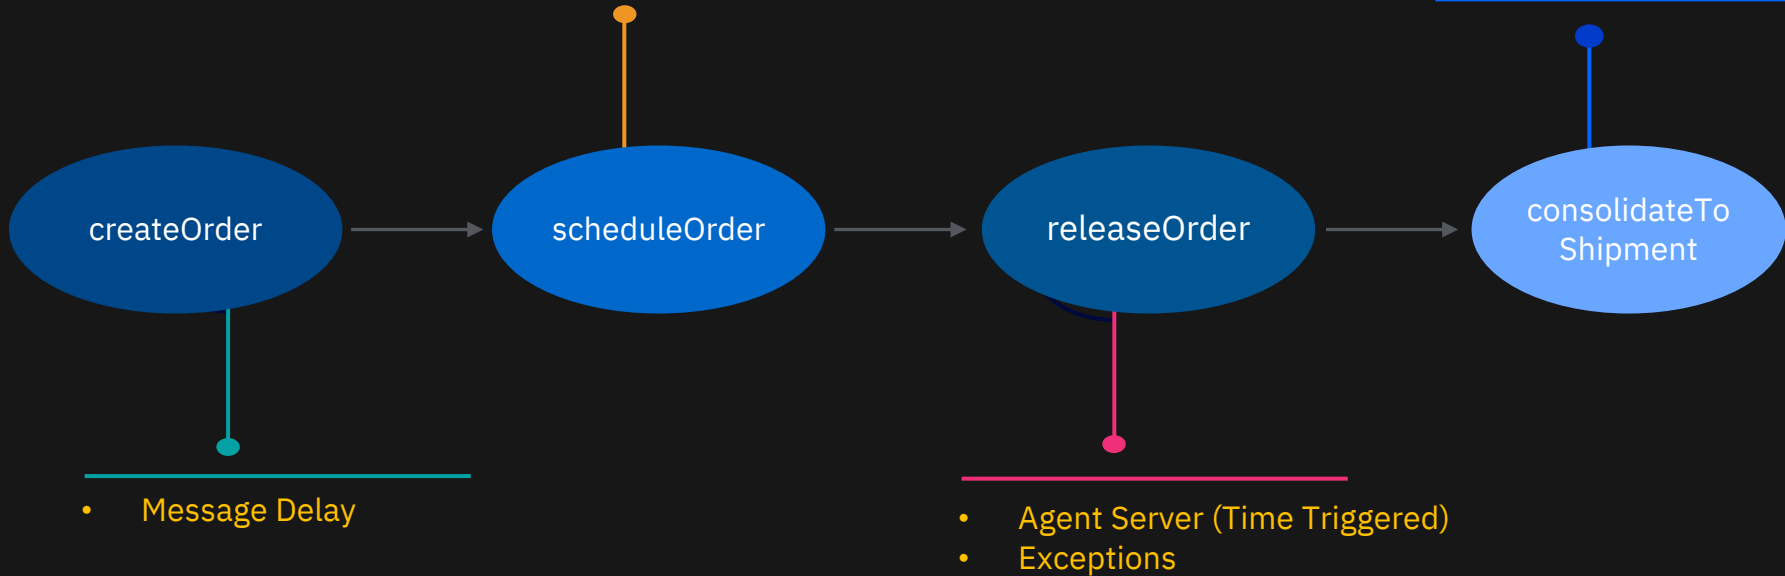 createOrder
scheduleOrder
releaseOrder
consolidateTo
Shipment
• Message Delay
• Agent Server (Time Triggered)
• Exceptions